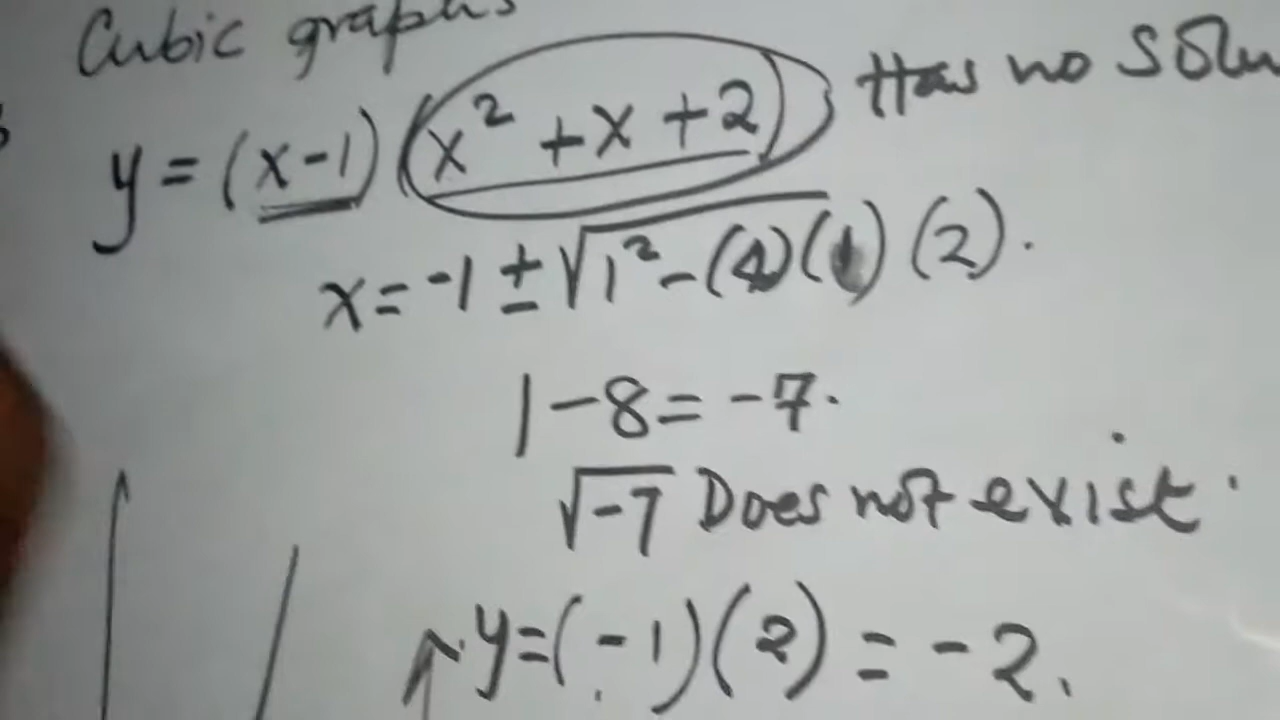 Cubic graphs
y = (x-1) (x² + x + 2) Has no Solu
x = -1 ± √1² - (4)(1)(2).
1 - 8 = -7.
√-7 Does not exist.
y = (-1)(2) = -2.